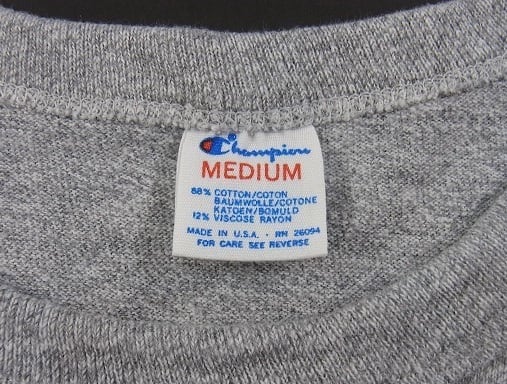 Champion
MEDIUM
88% COTTON/COTON
BAUMWOLLE/COTONE
KATOEN/BOMULD
12% VISCOSE RAYON
MADE IN U.S.A. • RN 26094
FOR CARE SEE REVERSE